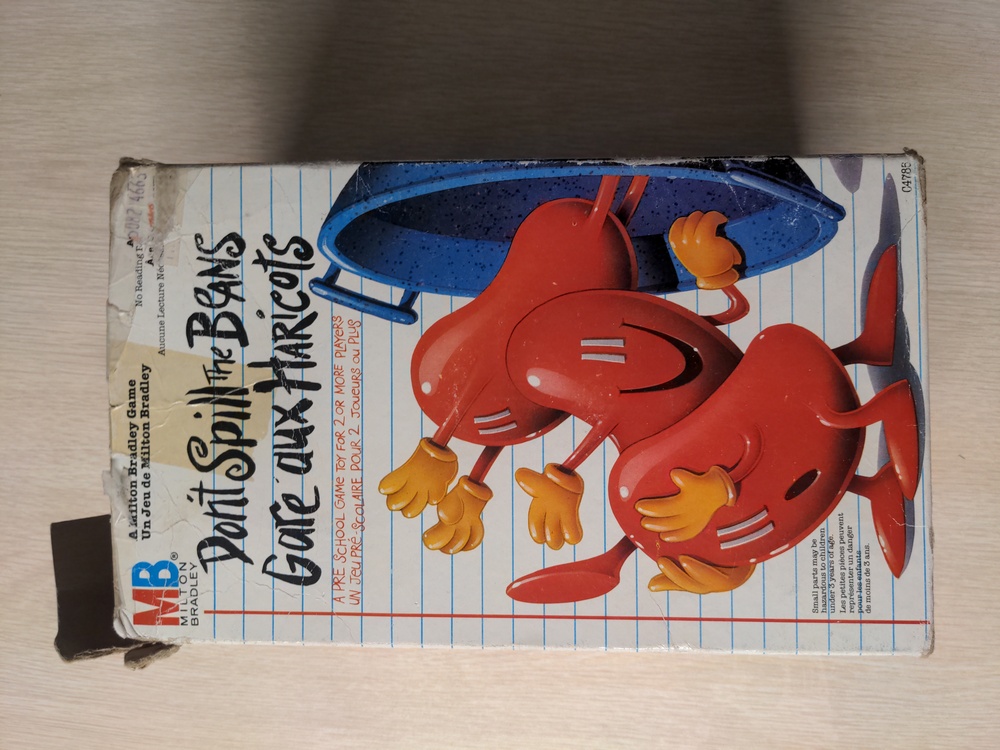 A Milton Bradley Game
Un Jeu de Milton Bradley
No Reading
Aucune Lecture
MB®
MILTON
BRADLEY
Don't Spill The Beans
Gare aux Haricots
A PRE SCHOOL GAME TOY FOR 2 OR MORE PLAYERS
UN JEU PRÉ-SCOLAIRE POUR 2 JOUEURS OU PLUS
Small parts may be
hazardous to children
under 3 years of age.
Les petites pièces peuvent
représenter un danger
pour les enfants
de moins de 3 ans.
C4785